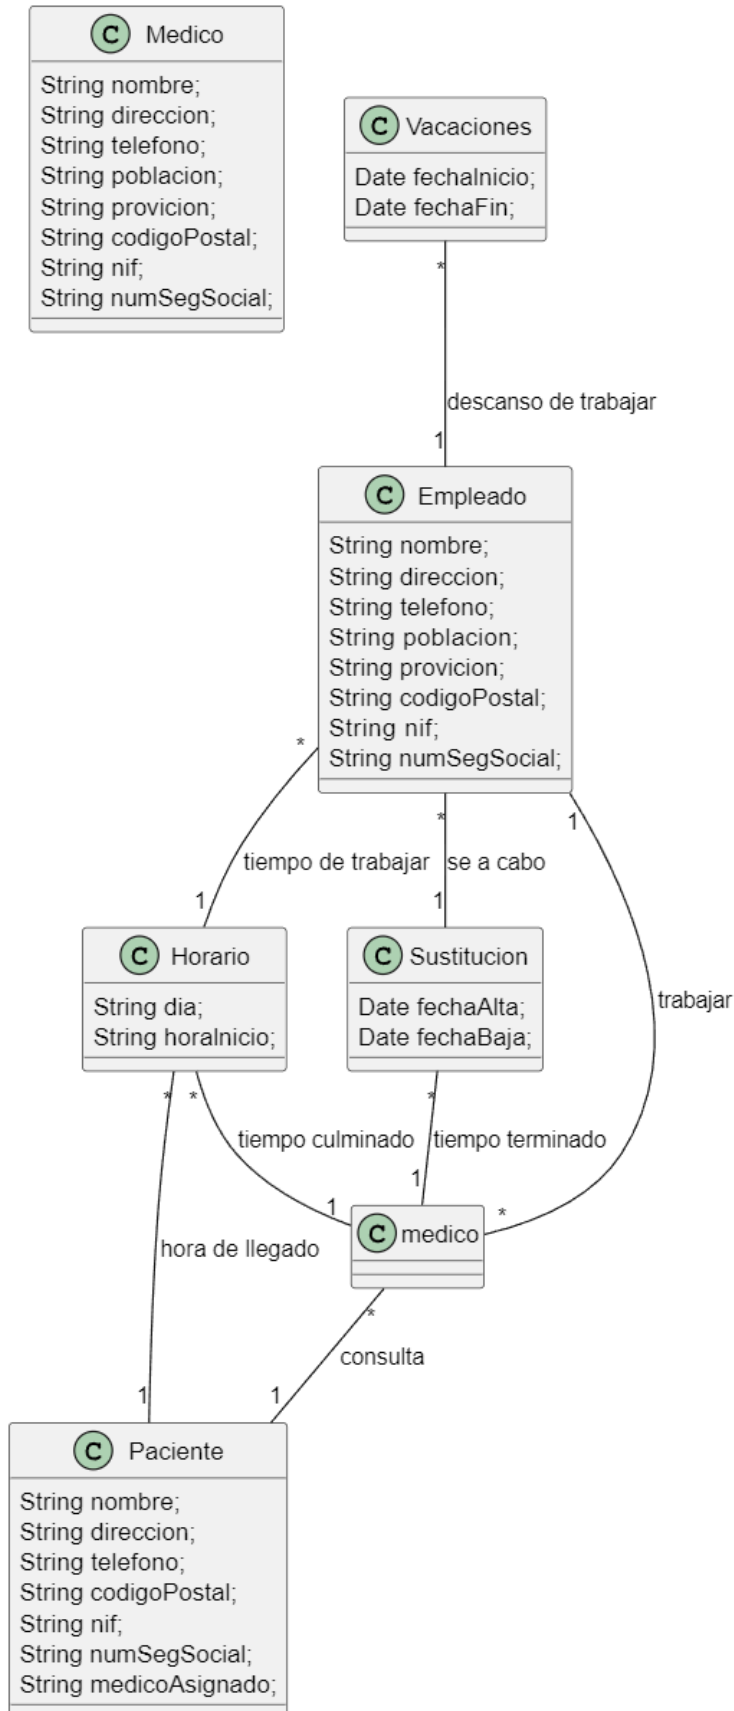 C Medico
String nombre;
String direccion;
String telefono;
String poblacion;
String provicion;
String codigoPostal;
String nif;
String numSegSocial;
C Vacaciones
Date fechaInicio;
Date fechaFin;
*
descanso de trabajar
1
C Empleado
String nombre;
String direccion;
String telefono;
String poblacion;
String provicion;
String codigoPostal;
String nif;
String numSegSocial;
*
*
1
tiempo de trabajar
se a cabo
1
1
C Horario
String dia;
String horaInicio;
C Sustitucion
Date fechaAlta;
Date fechaBaja;
trabajar
*
*
*
tiempo culminado
tiempo terminado
1
1
*
C medico
hora de llegado
*
consulta
1
1
C Paciente
String nombre;
String direccion;
String telefono;
String codigoPostal;
String nif;
String numSegSocial;
String medicoAsignado;